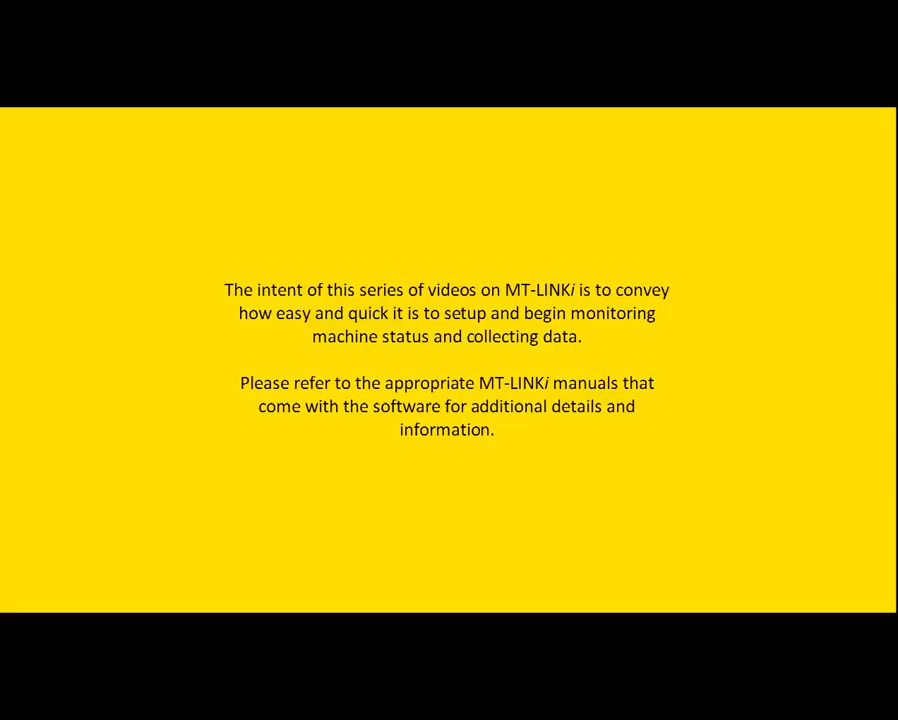 The intent of this series of videos on MT-LINKi is to convey
how easy and quick it is to setup and begin monitoring
machine status and collecting data.
Please refer to the appropriate MT-LINKi manuals that
come with the software for additional details and
information.